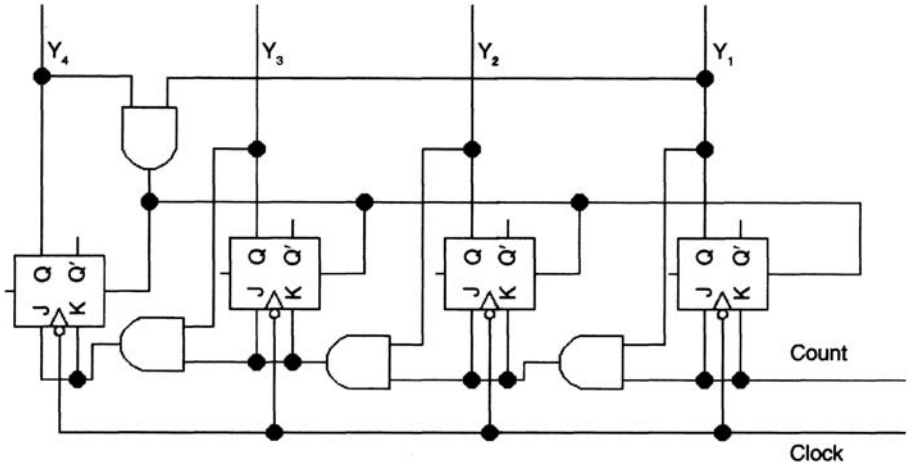 Y4 Y3 Y2 Y1
Q Q' Q Q' Q Q' Q Q'
J K J K J K J K
Count
Clock